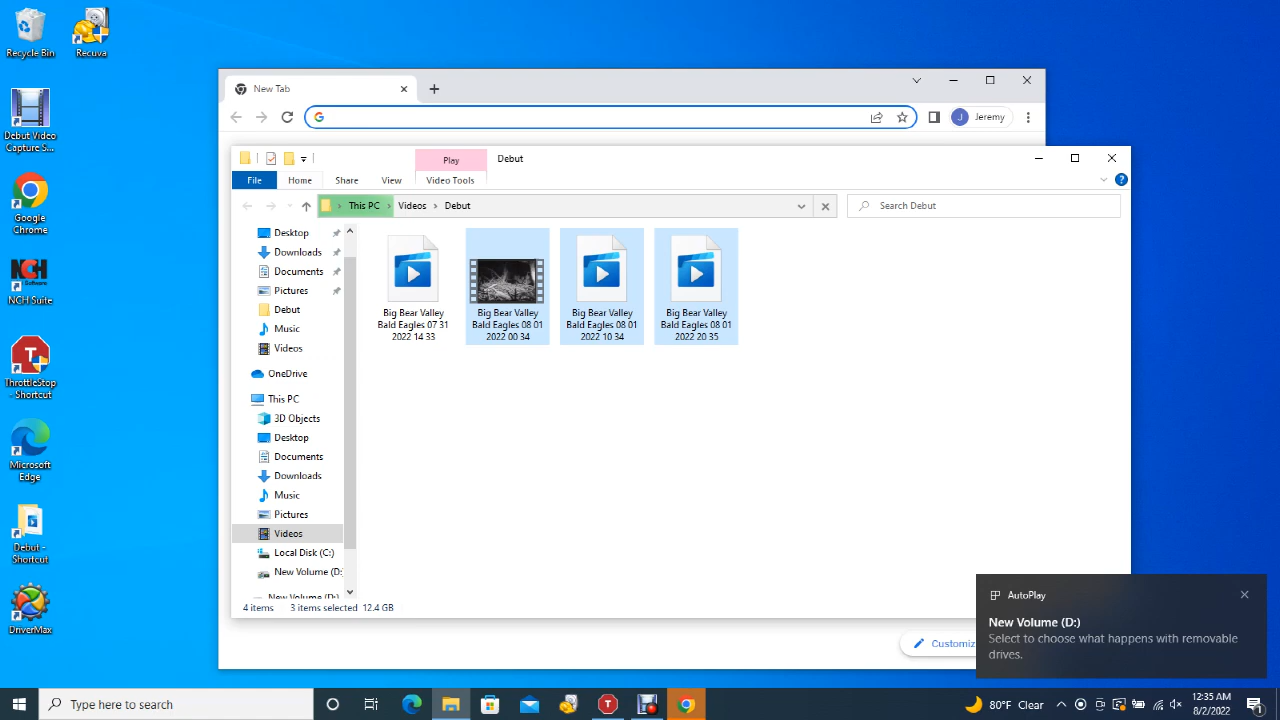 Recycle Bin
Recuva
Debut Video
Capture S...
Google
Chrome
NCH Suite
ThrottleStop
- Shortcut
Microsoft
Edge
Debut -
Shortcut
DriverMax
New Tab
J
Jeremy
Play
Debut
File
Home
Share
View
Video Tools
This PC
Videos
Debut
Search Debut
Desktop
Downloads
Documents
Pictures
Debut
Music
Videos
OneDrive
This PC
3D Objects
Desktop
Documents
Downloads
Music
Pictures
Videos
Local Disk (C:)
New Volume (D:
New Volume (D:)
Big Bear Valley
Bald Eagles 07 31
2022 14 33
Big Bear Valley
Bald Eagles 08 01
2022 00 34
Big Bear Valley
Bald Eagles 08 01
2022 10 34
Big Bear Valley
Bald Eagles 08 01
2022 20 35
4 items
3 items selected 12.4 GB
Customiz
AutoPlay
New Volume (D:)
Select to choose what happens with removable
drives.
Type here to search
80°F Clear
12:35 AM
8/2/2022
1